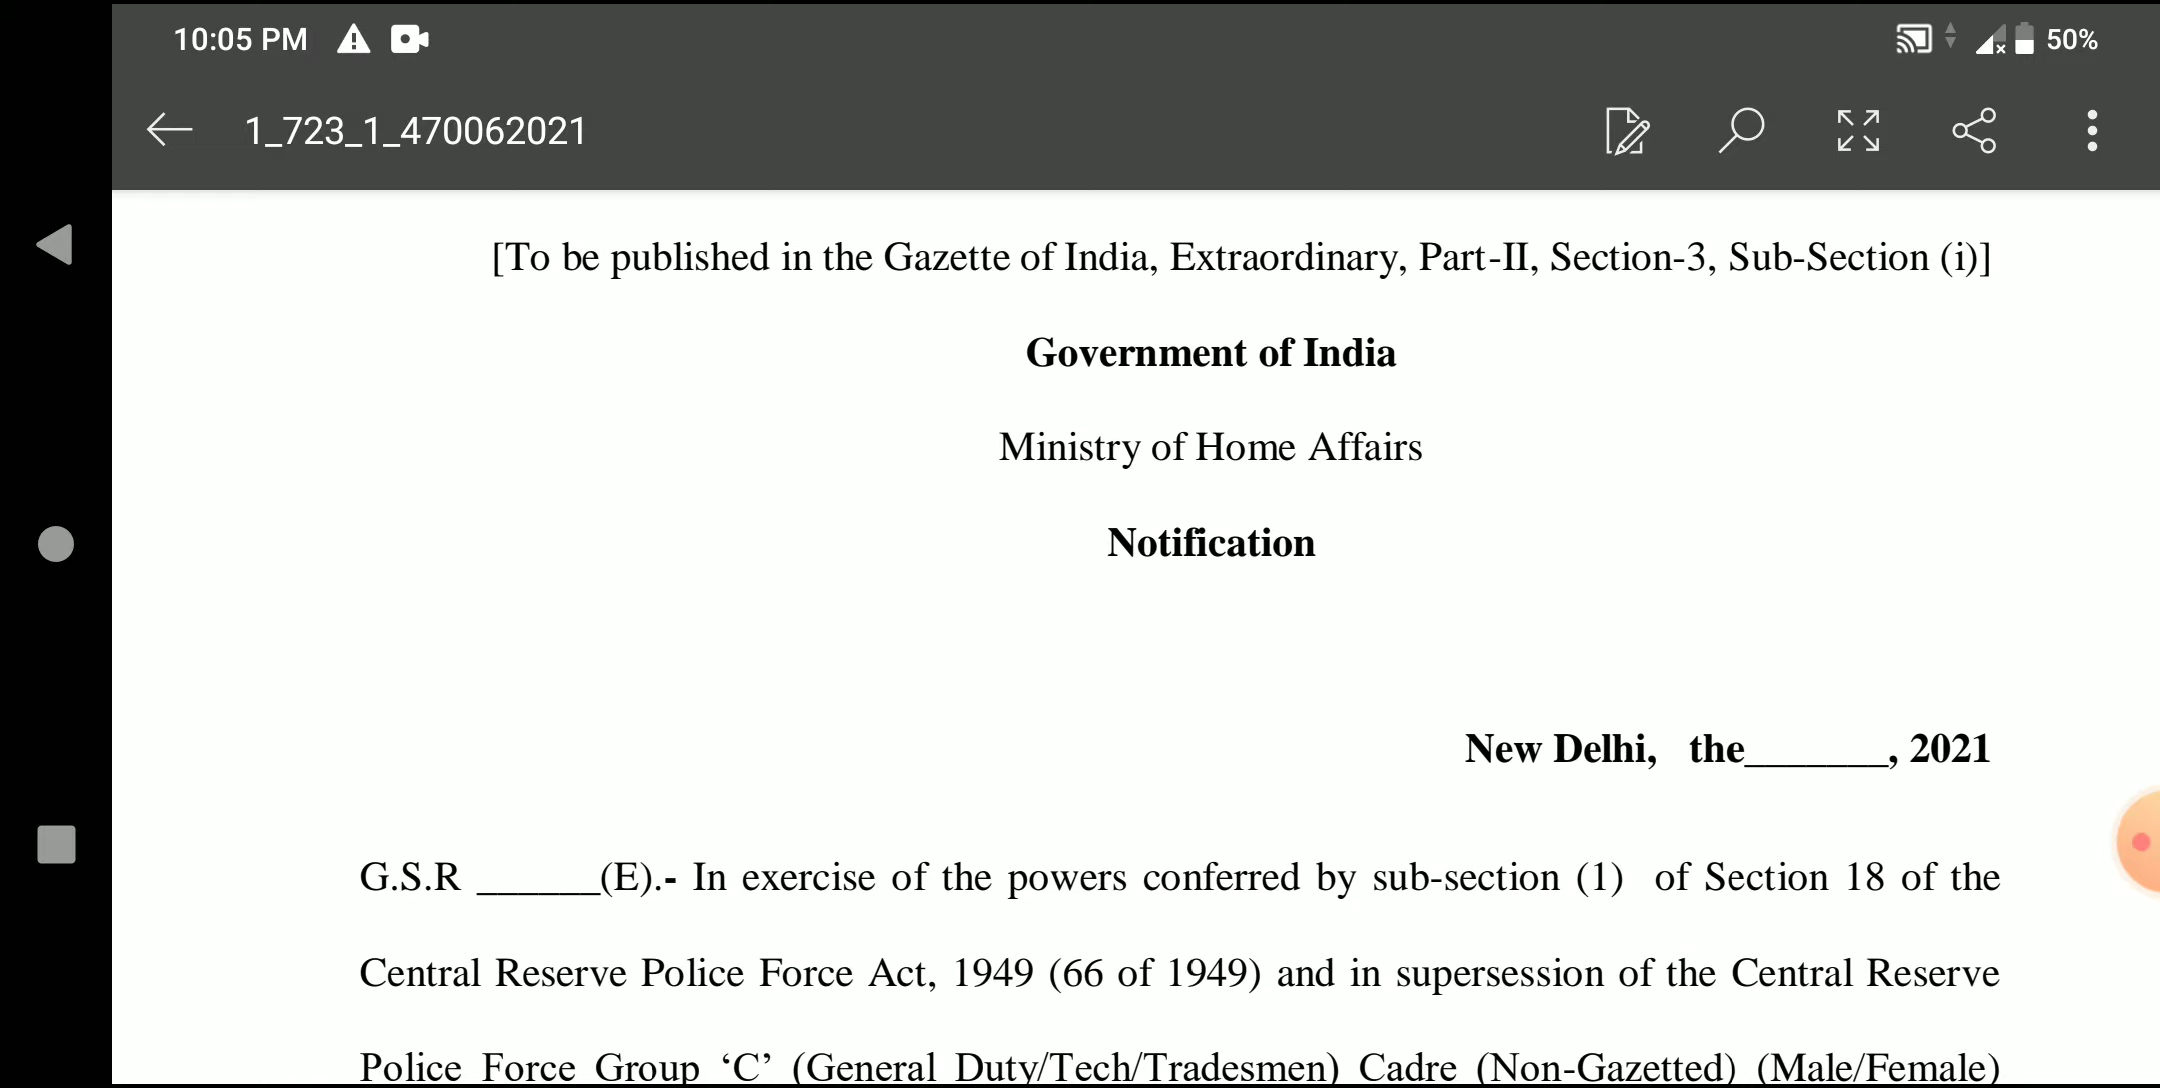 10:05 PM 50%
1_723_1_470062021
[To be published in the Gazette of India, Extraordinary, Part-II, Section-3, Sub-Section (i)]
Government of India
Ministry of Home Affairs
Notification
New Delhi, the_______, 2021
G.S.R ______(E).- In exercise of the powers conferred by sub-section (1) of Section 18 of the
Central Reserve Police Force Act, 1949 (66 of 1949) and in supersession of the Central Reserve
Police Force Group ‘C’ (General Duty/Tech/Tradesmen) Cadre (Non-Gazetted) (Male/Female)